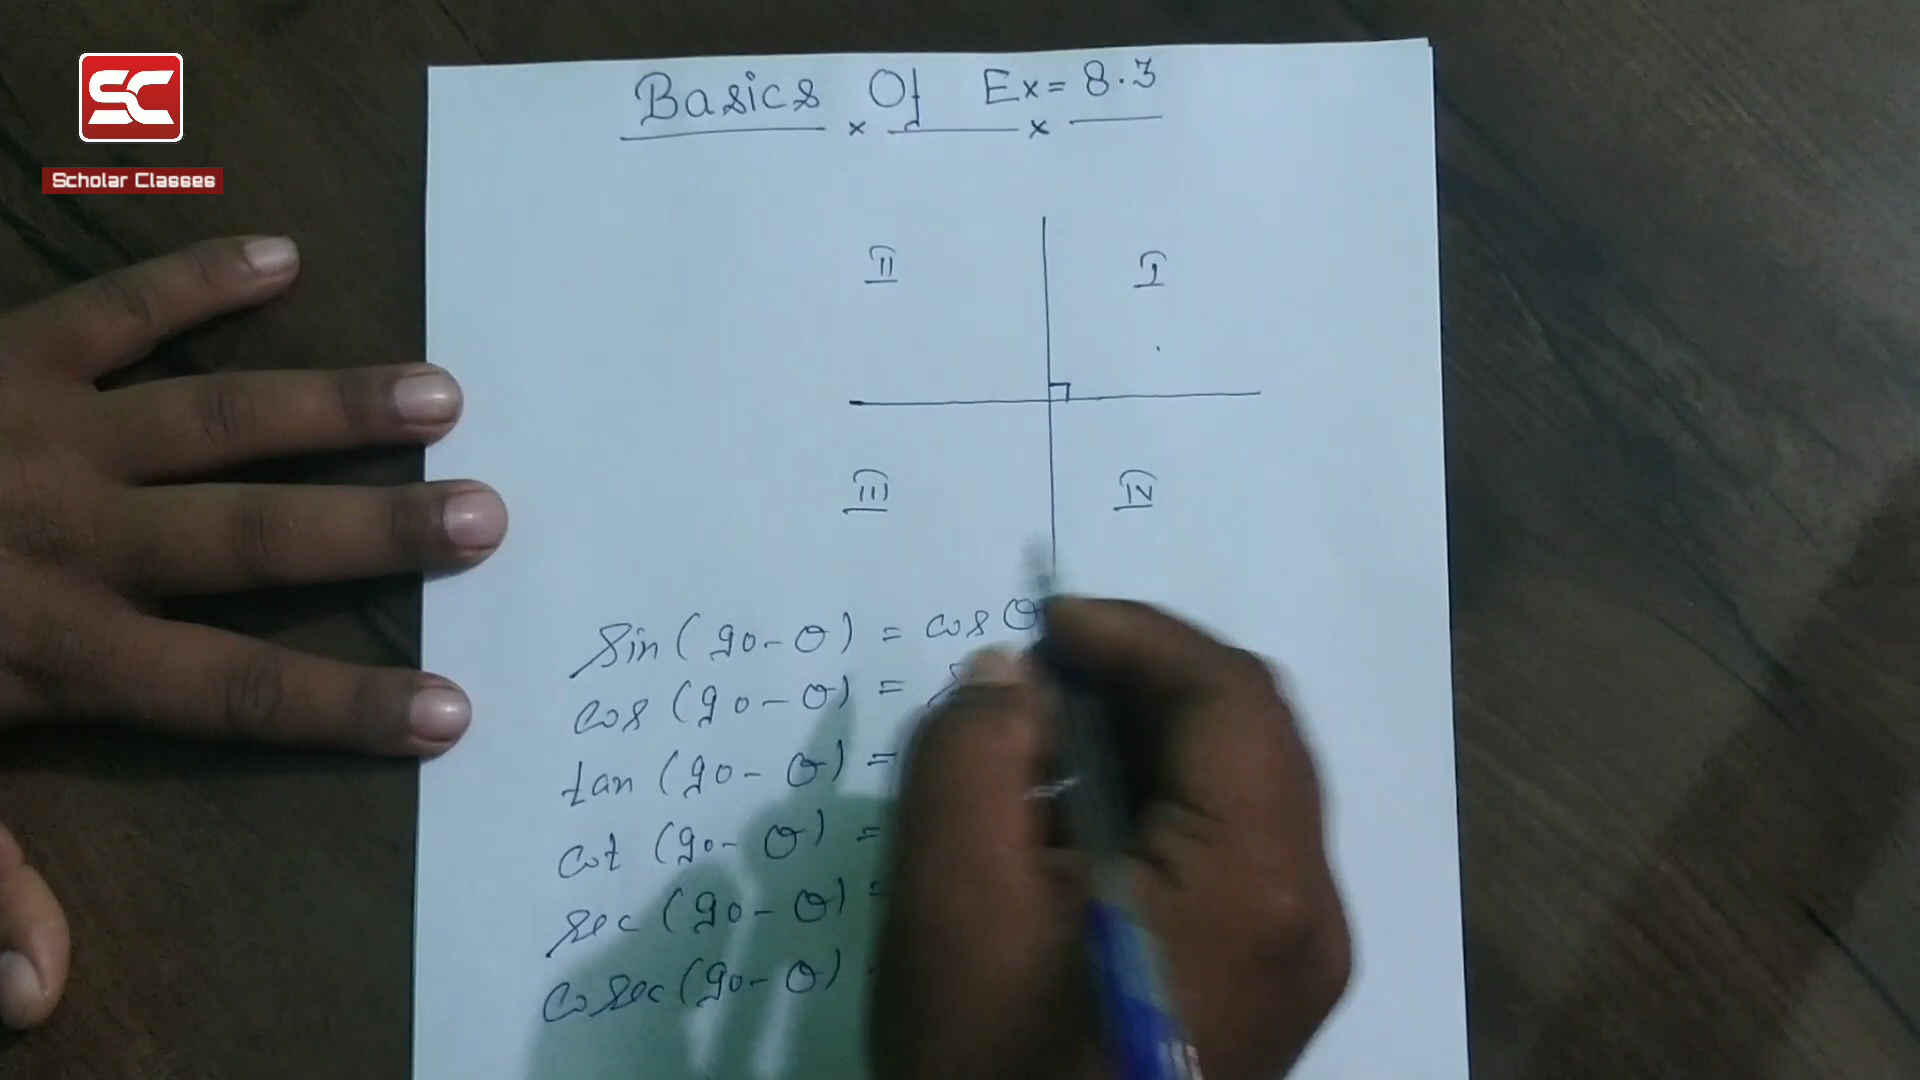 SC
Scholar Classes
Basics Of Ex= 8.3
II
I
III
IV
sin (90-θ) = cos θ
cos (90-θ) =
tan (90-θ) =
cot (90-θ) =
sec (90-θ) =
cosec (90-θ)